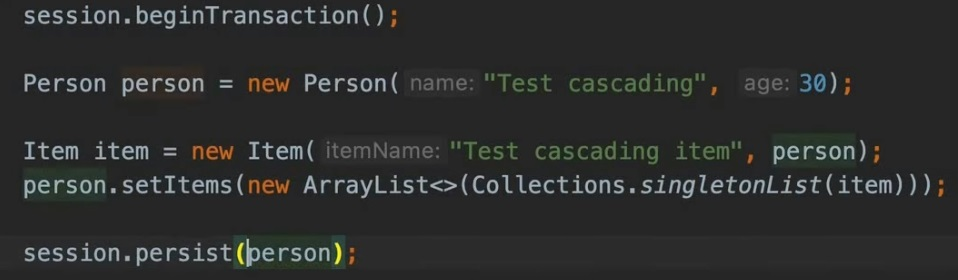 session.beginTransaction();
Person person = new Person( name: "Test cascading", age: 30);
Item item = new Item( itemName: "Test cascading item", person);
person.setItems(new ArrayList<>(Collections.singletonList(item)));
session.persist(person);